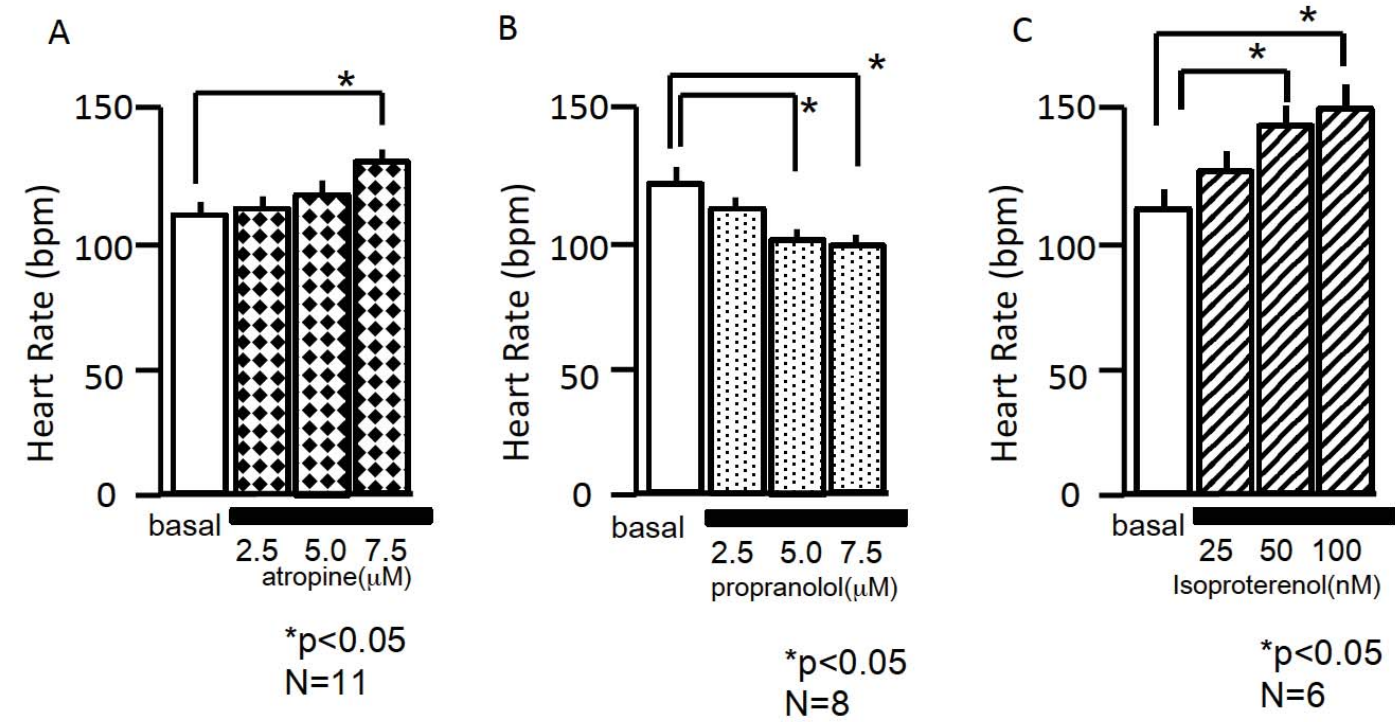 A
*
150
100
50
0
Heart Rate (bpm)
basal
2.5 5.0 7.5
atropine(μM)
*p<0.05
N=11
B
*
*
150
100
50
0
Heart Rate (bpm)
basal
2.5 5.0 7.5
propranolol(μM)
*p<0.05
N=8
C
*
*
150
100
50
0
Heart Rate (bpm)
basal
25 50 100
Isoproterenol(nM)
*p<0.05
N=6